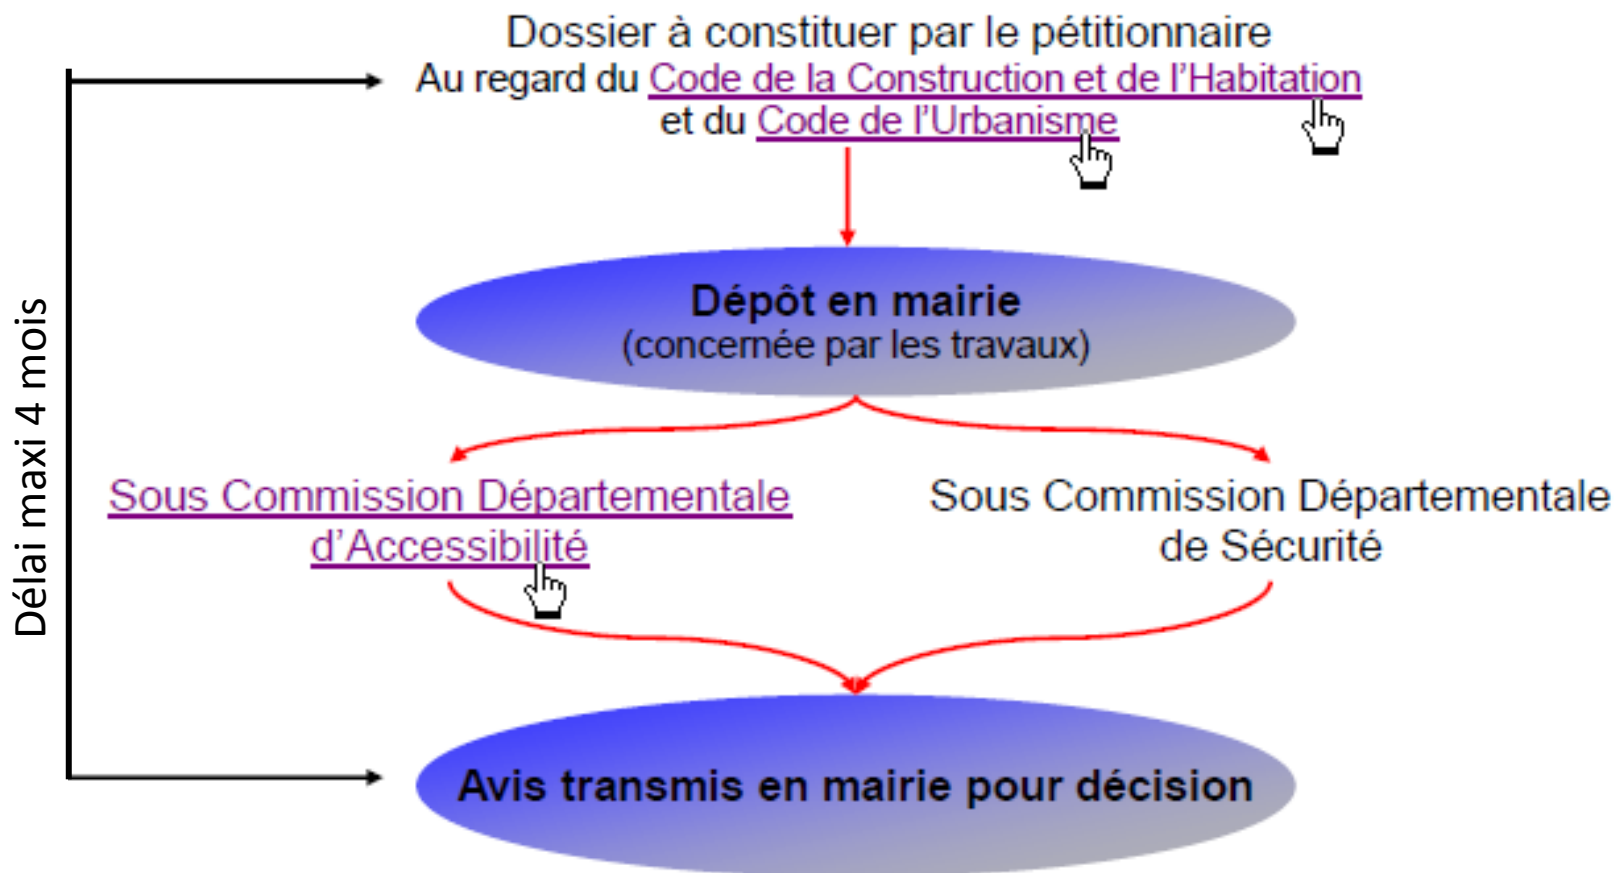 Dossier à constituer par le pétitionnaire
Au regard du Code de la Construction et de l'Habitation
et du Code de l'Urbanisme
Dépôt en mairie
(concernée par les travaux)
Délai maxi 4 mois
Sous Commission Départementale
d'Accessibilité
Sous Commission Départementale
de Sécurité
Avis transmis en mairie pour décision